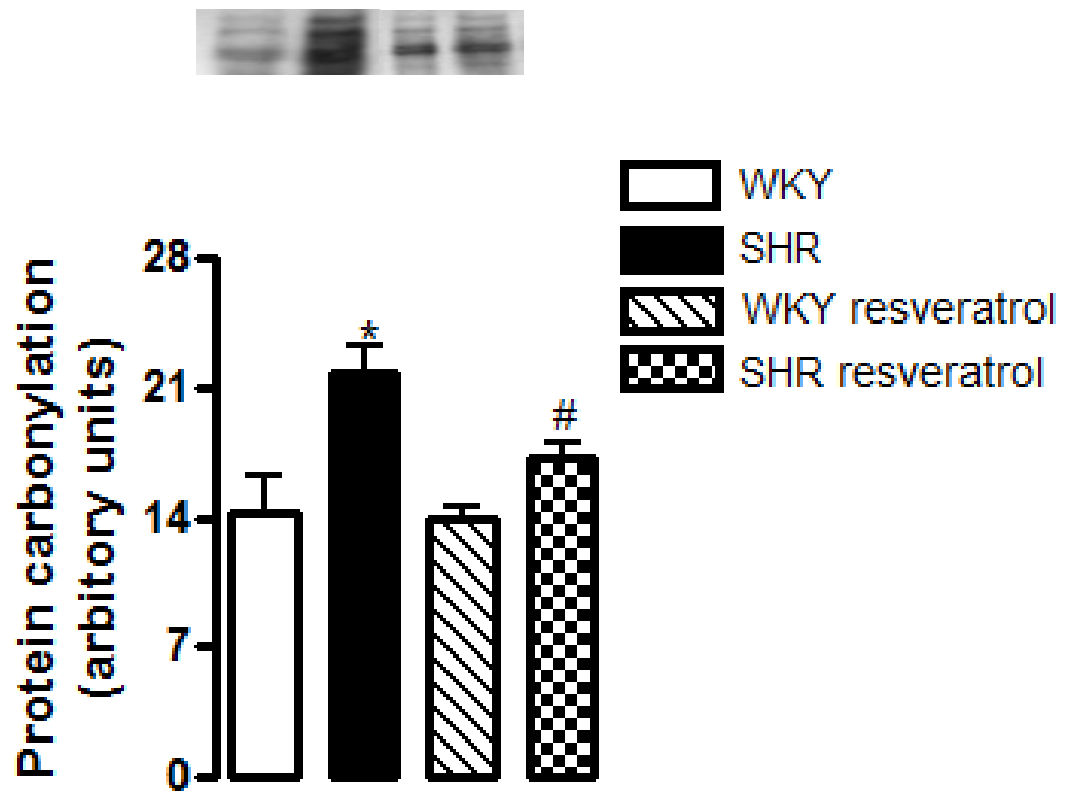 WKY
SHR
WKY resveratrol
SHR resveratrol
Protein carbonylation
(arbitory units)
28
21
14
7
0
*
#